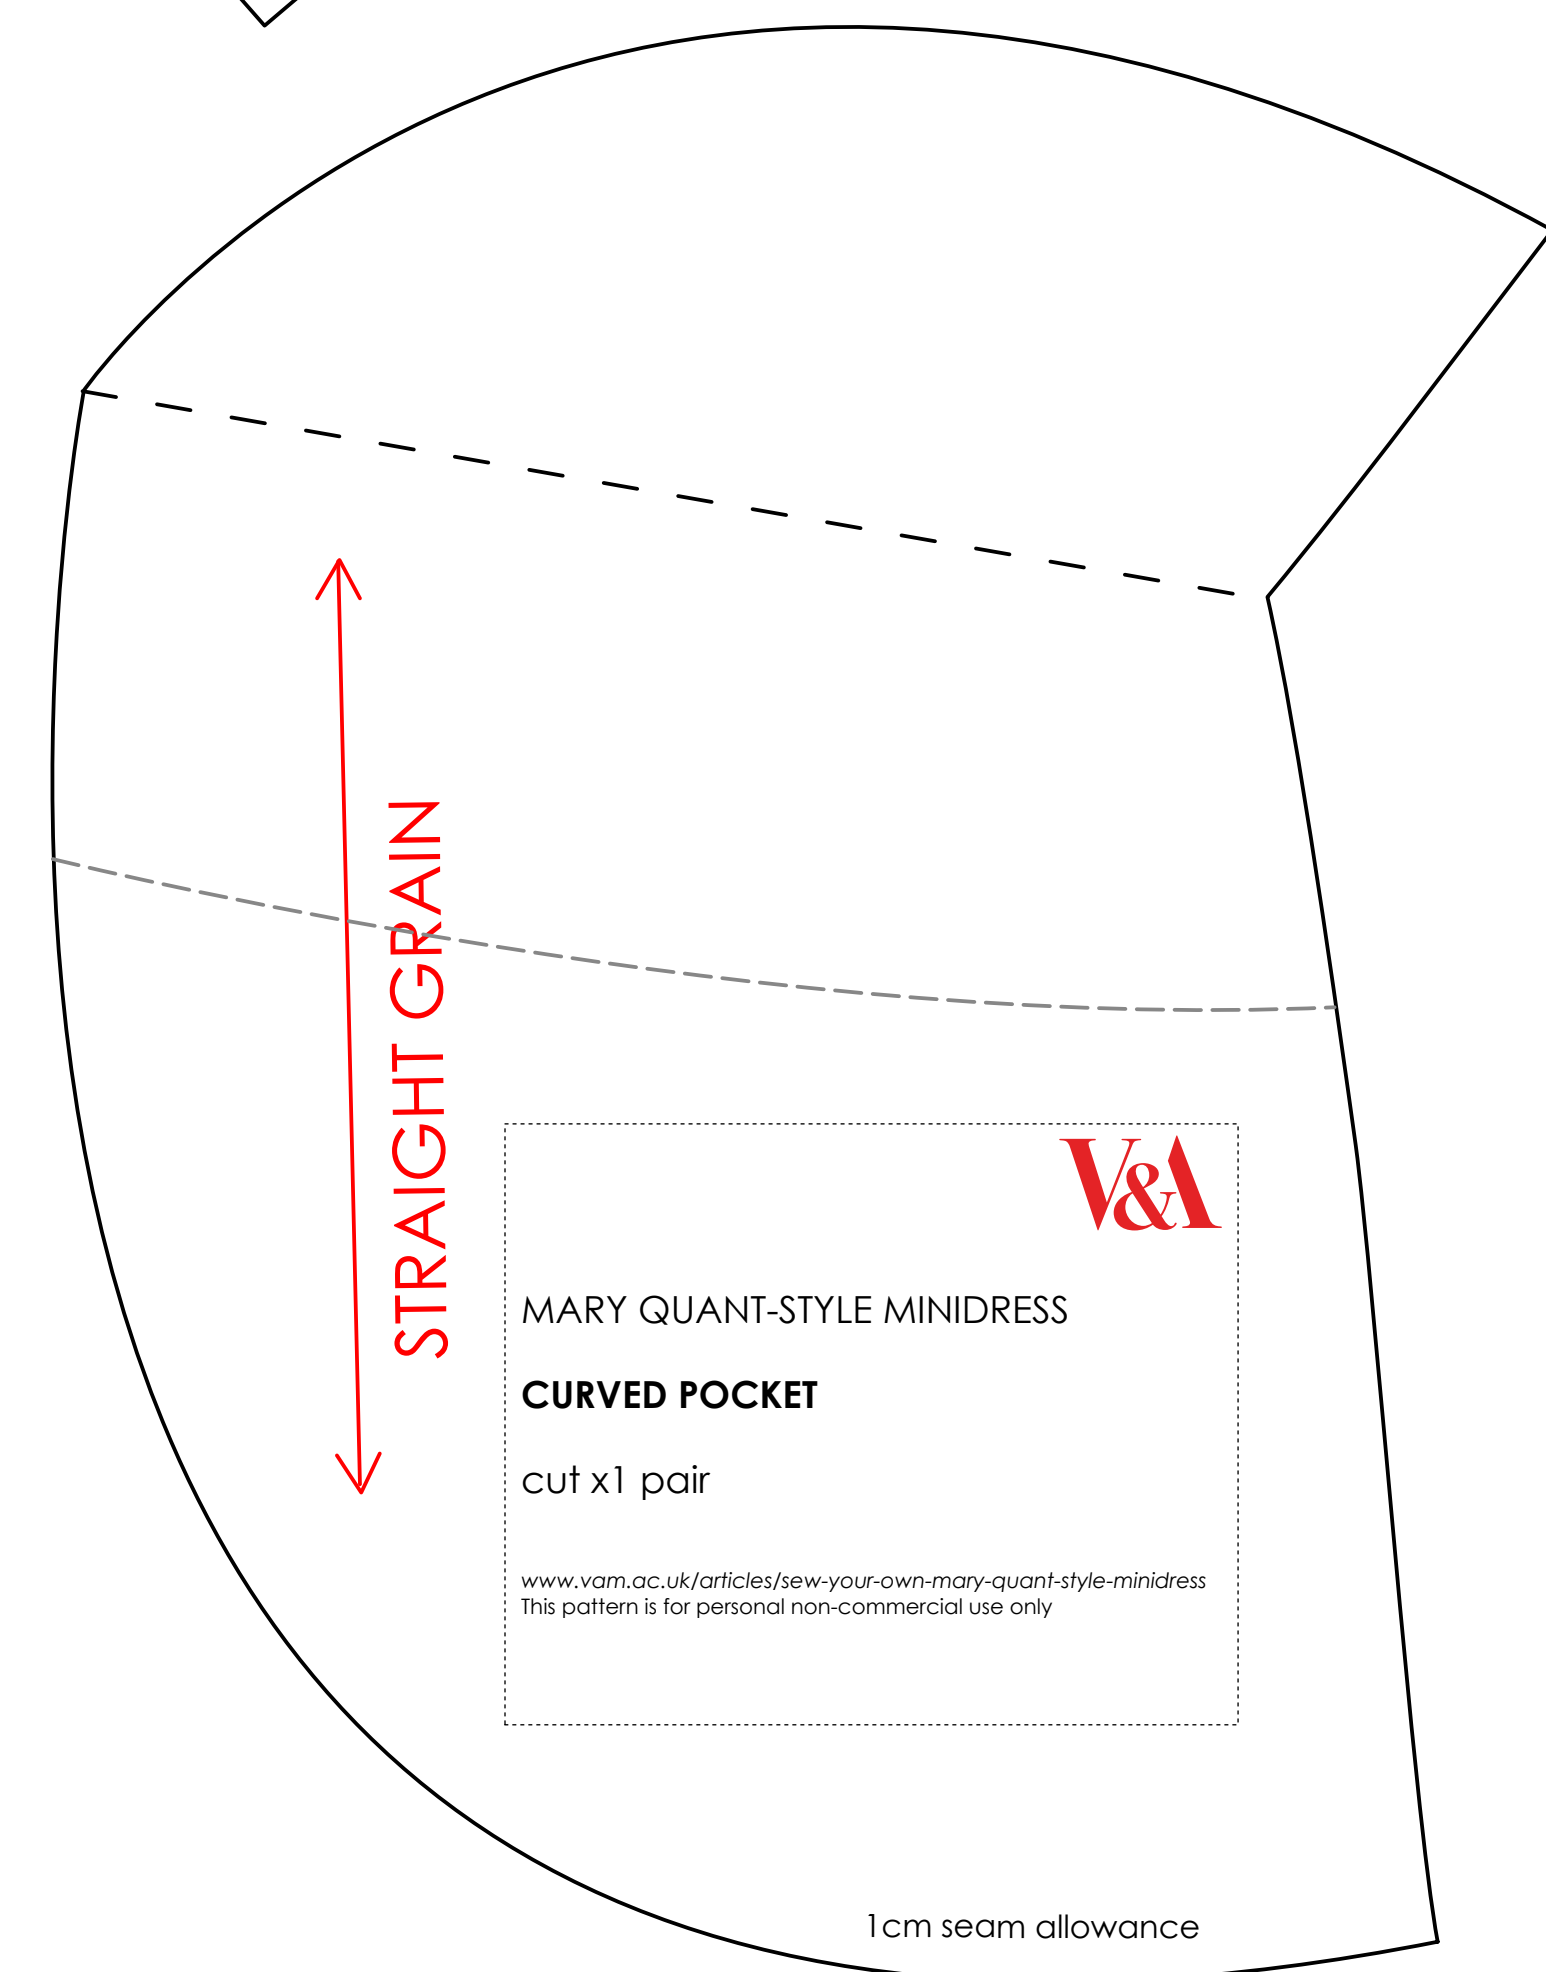 STRAIGHT GRAIN
V&A
MARY QUANT-STYLE MINIDRESS
CURVED POCKET
cut x1 pair
www.vam.ac.uk/articles/sew-your-own-mary-quant-style-minidress
This pattern is for personal non-commercial use only
1cm seam allowance